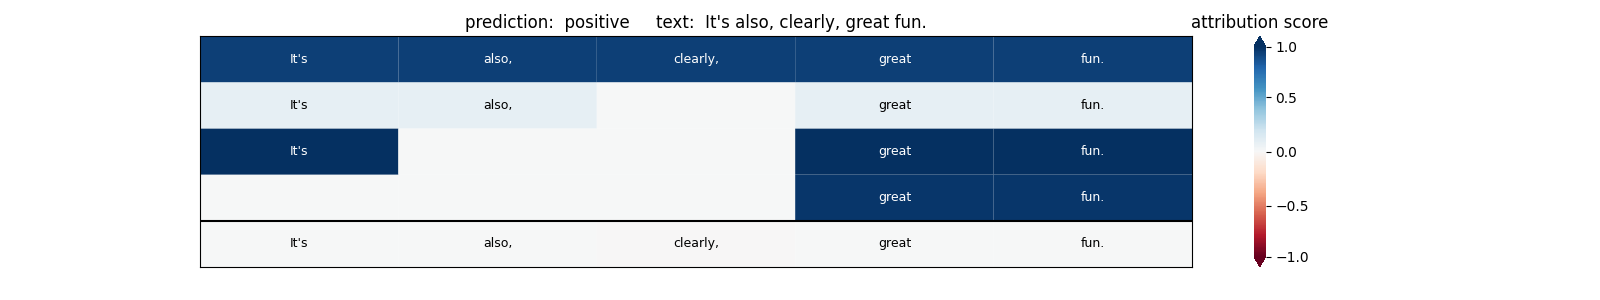 prediction:  positive     text:  It's also, clearly, great fun.
attribution score
It's also, clearly, great fun.
It's also, great fun.
It's great fun.
great fun.
It's also, clearly, great fun.
1.0
0.5
0.0
−0.5
−1.0